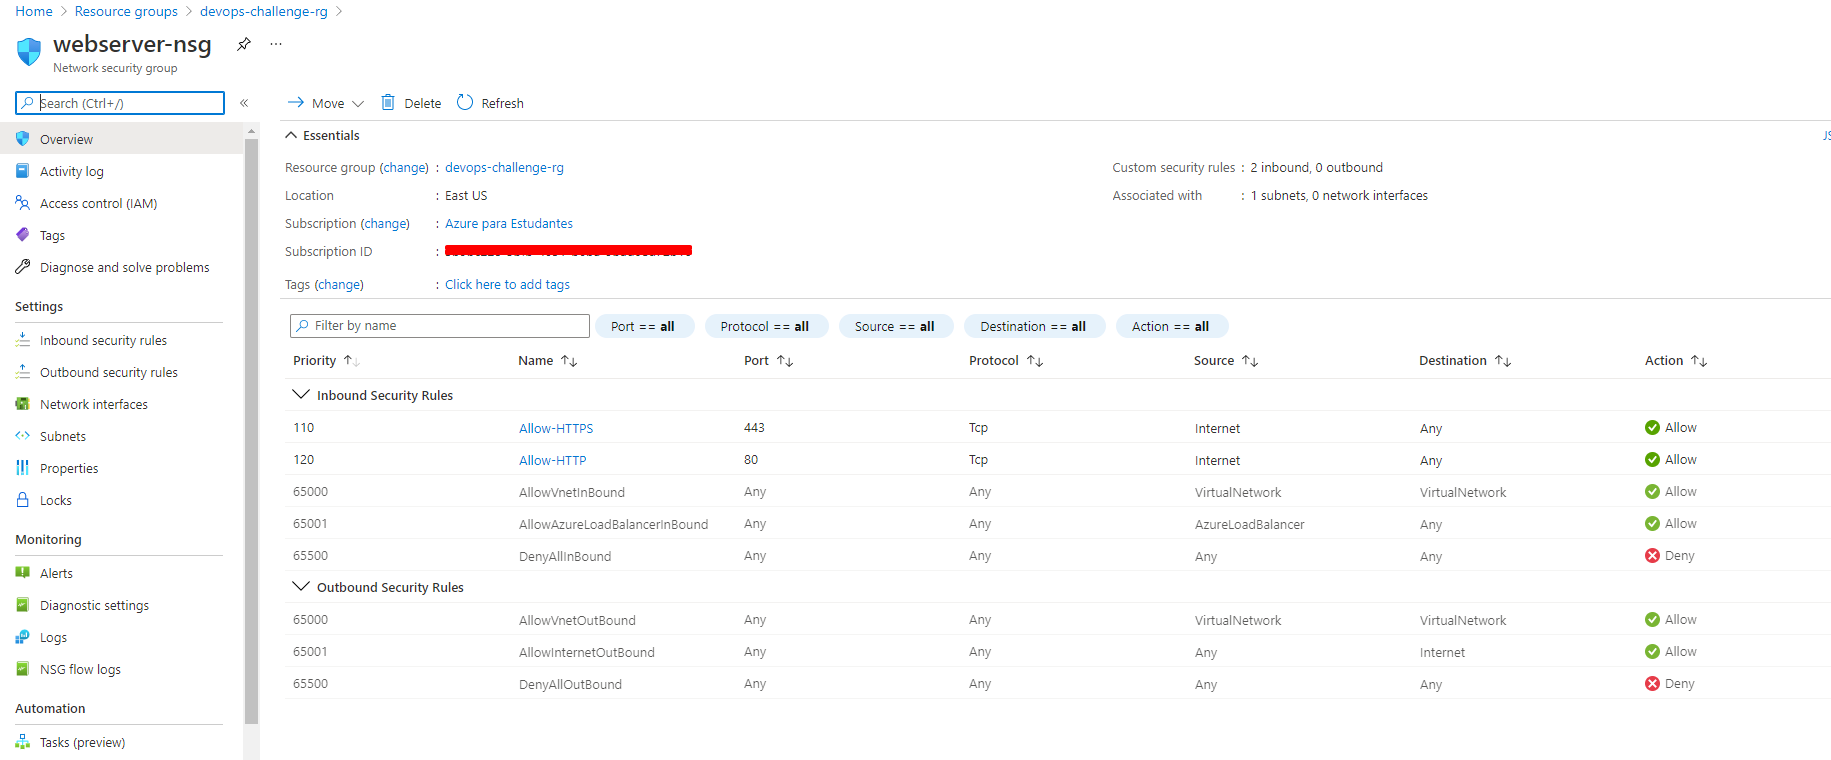 Home > Resource groups > devops-challenge-rg >
webserver-nsg ...
Network security group
Search (Ctrl+/) «
Move Delete Refresh
Overview
Activity log
Access control (IAM)
Tags
Diagnose and solve problems
Settings
Inbound security rules
Outbound security rules
Network interfaces
Subnets
Properties
Locks
Monitoring
Alerts
Diagnostic settings
Logs
NSG flow logs
Automation
Tasks (preview)
Essentials
JS
Resource group (change) : devops-challenge-rg
Location : East US
Subscription (change) : Azure para Estudantes
Subscription ID :
Tags (change) : Click here to add tags
Custom security rules : 2 inbound, 0 outbound
Associated with : 1 subnets, 0 network interfaces
Filter by name Port == all Protocol == all Source == all Destination == all Action == all
Priority Name Port Protocol Source Destination Action
Inbound Security Rules
110 Allow-HTTPS 443 Tcp Internet Any Allow
120 Allow-HTTP 80 Tcp Internet Any Allow
65000 AllowVnetInBound Any Any VirtualNetwork VirtualNetwork Allow
65001 AllowAzureLoadBalancerInBound Any Any AzureLoadBalancer Any Allow
65500 DenyAllInBound Any Any Any Any Deny
Outbound Security Rules
65000 AllowVnetOutBound Any Any VirtualNetwork VirtualNetwork Allow
65001 AllowInternetOutBound Any Any Any Internet Allow
65500 DenyAllOutBound Any Any Any Any Deny